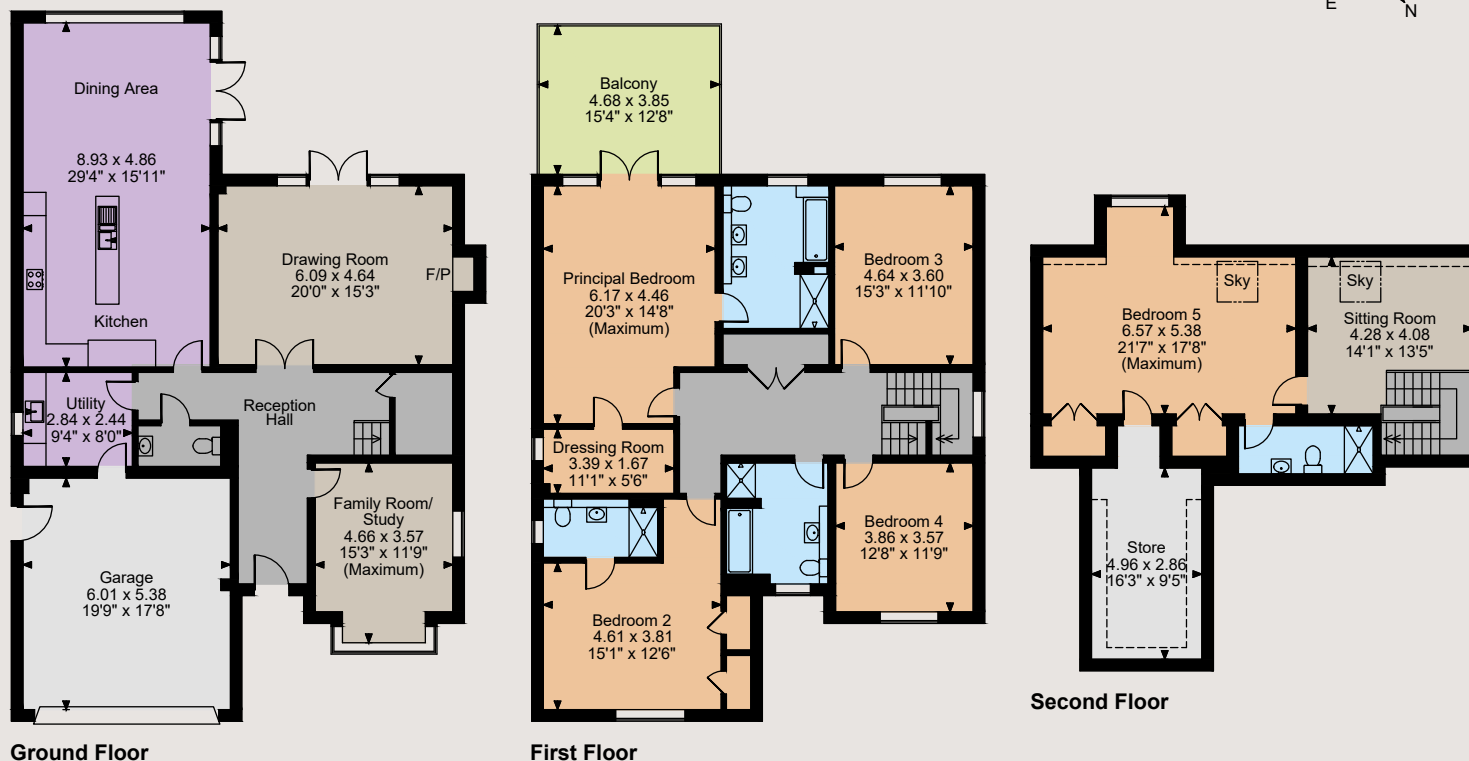 E
N
Dining Area
8.93 x 4.86
29'4" x 15'11"
Kitchen
Drawing Room
6.09 x 4.64
20'0" x 15'3"
F/P
Utility
2.84 x 2.44
9'4" x 8'0"
Reception
Hall
Family Room/
Study
4.66 x 3.57
15'3" x 11'9"
(Maximum)
Garage
6.01 x 5.38
19'9" x 17'8"
Ground Floor
Balcony
4.68 x 3.85
15'4" x 12'8"
Principal Bedroom
6.17 x 4.46
20'3" x 14'8"
(Maximum)
Bedroom 3
4.64 x 3.60
15'3" x 11'10"
Dressing Room
3.39 x 1.67
11'1" x 5'6"
Bedroom 4
3.86 x 3.57
12'8" x 11'9"
Bedroom 2
4.61 x 3.81
15'1" x 12'6"
First Floor
Sky
Sky
Bedroom 5
6.57 x 5.38
21'7" x 17'8"
(Maximum)
Sitting Room
4.28 x 4.08
14'1" x 13'5"
Store
4.96 x 2.86
16'3" x 9'5"
Second Floor